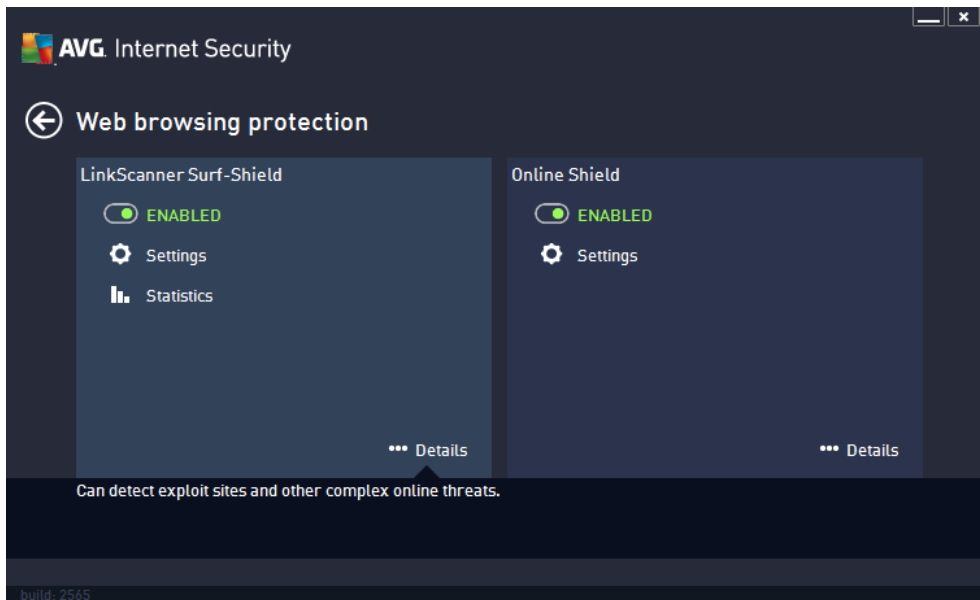 AVG. Internet Security
Web browsing protection
LinkScanner Surf-Shield
ENABLED
Settings
Statistics
Details
Online Shield
ENABLED
Settings
Details
Can detect exploit sites and other complex online threats.
build: 2565